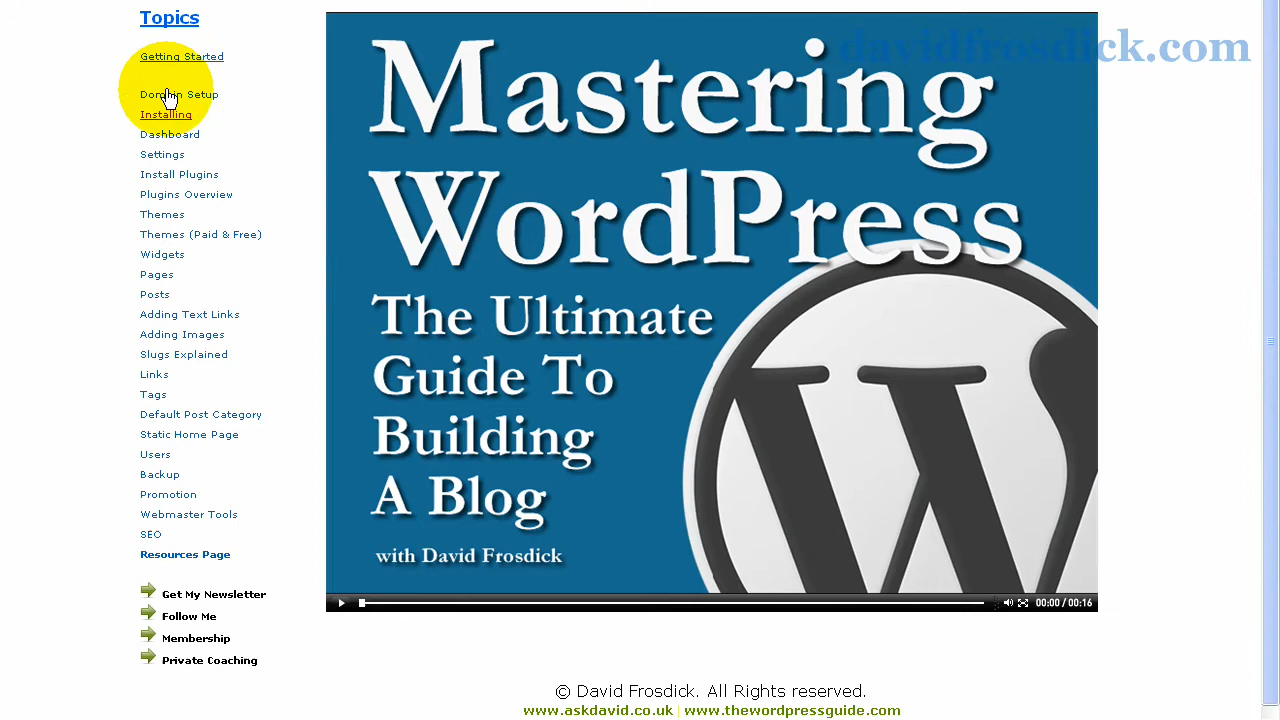 Topics
Getting Started
Domain Setup
Installing
Dashboard
Settings
Install Plugins
Plugins Overview
Themes
Themes (Paid & Free)
Widgets
Pages
Posts
Adding Text Links
Adding Images
Slugs Explained
Links
Tags
Default Post Category
Static Home Page
Users
Backup
Promotion
Webmaster Tools
SEO
Resources Page
Get My Newsletter
Follow Me
Membership
Private Coaching
davidfrosdick.com
Mastering
WordPress
The Ultimate
Guide To
Building
A Blog
with David Frosdick
00:00 / 00:16
© David Frosdick. All Rights reserved.
www.askdavid.co.uk | www.thewordpressguide.com